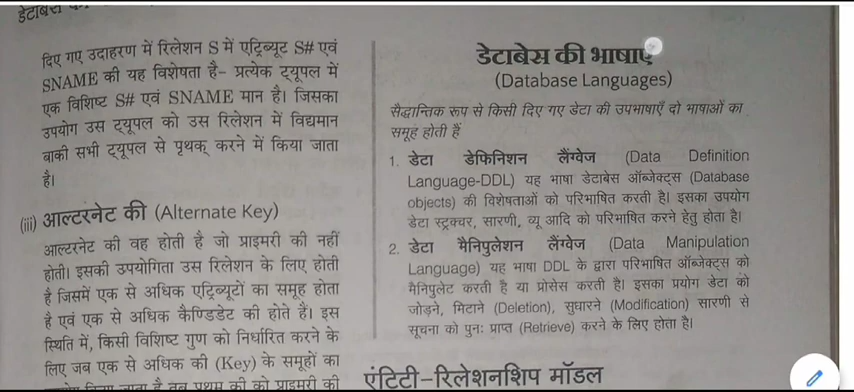 दिए गए उदाहरण में रिलेशन S में एट्रिब्यूट S# एवं
SNAME की यह विशेषता है- प्रत्येक ट्यूपल में
एक विशिष्ट S# एवं SNAME मान है। जिसका
उपयोग उस ट्यूपल को उस रिलेशन में विद्यमान
बाकी सभी ट्यूपल से पृथक् करने में किया जाता
है।
(iii) आल्टरनेट की (Alternate Key)
आल्टरनेट की वह होती है जो प्राइमरी की नहीं
होती। इसकी उपयोगिता उस रिलेशन के लिए होती
है जिसमें एक से अधिक एट्रिब्यूटों का समूह होता
है एवं एक से अधिक कैण्डिडेट की होते हैं। इस
स्थिति में, किसी विशिष्ट गुण को निर्धारित करने के
लिए जब एक से अधिक की (Key) के समूहों का
जाता है तब प्रथम की को प्राइमरी की
डेटाबेस की भाषाएँ
(Database Languages)
सैद्धान्तिक रूप से किसी दिए गए डेटा की उपभाषाएँ दो भाषाओं का
समूह होती हैं
1. डेटा डेफिनिशन लैंग्वेज (Data Definition
Language-DDL) यह भाषा डेटाबेस ऑब्जेक्ट्स (Database
objects) की विशेषताओं को परिभाषित करती है। इसका उपयोग
डेटा स्ट्रक्चर, सारणी, व्यू आदि को परिभाषित करने हेतु होता है।
2. डेटा मैनिपुलेशन लैंग्वेज (Data Manipulation
Language) यह भाषा DDL के द्वारा परिभाषित ऑब्जेक्ट्स को
मैनिपुलेट करती है या प्रोसेस करती है। इसका प्रयोग डेटा को
जोड़ने, मिटाने (Deletion), सुधारने (Modification) सारणी से
सूचना को पुनः प्राप्त (Retrieve) करने के लिए होता है।
एंटिटी-रिलेशनशिप मॉडल